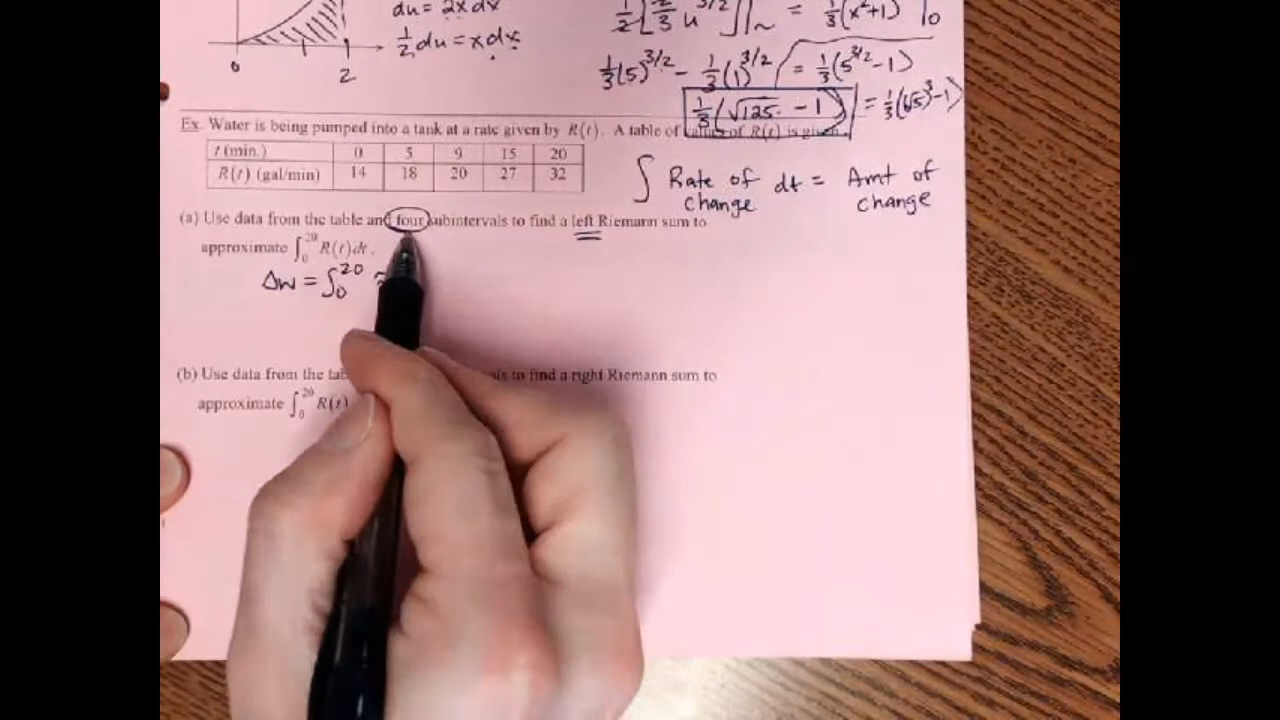 du = 2x dx
½ du = x dx
0
2
½ [ ⅔ u^3/2 ] = ⅓(x²+1) |0
⅓(5)^3/2 − ⅓(1)^3/2 = ⅓(5^3/2 − 1)
⅓(√125 − 1) = ⅓((√5)³ − 1)
Ex. Water is being pumped into a tank at a rate given by R(t). A table of values of R(t) is given.
t (min.) 0 5 9 15 20
R(t) (gal/min) 14 18 20 27 32
∫ Rate of change dt = Amt of change
(a) Use data from the table and four subintervals to find a left Riemann sum to
approximate ∫₀²⁰ R(t) dt.
Δw = ∫₀²⁰ ≈
(b) Use data from the to find a right Riemann sum to
approximate ∫₀²⁰ R(t)